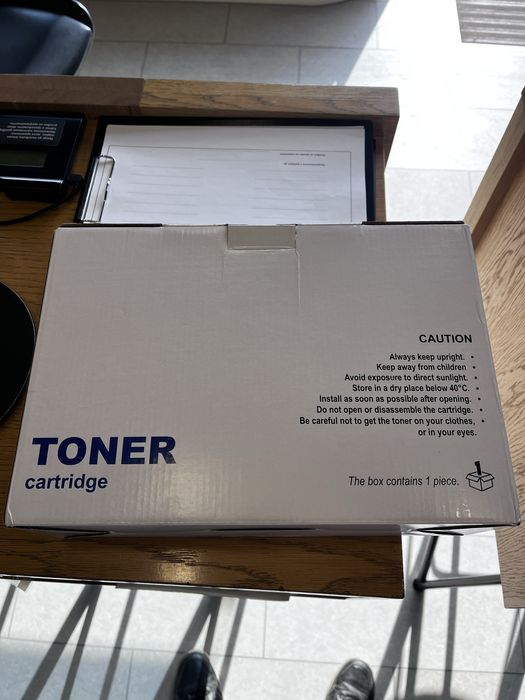 CAUTION
Always keep upright. •
Keep away from children •
Avoid exposure to direct sunlight. •
Store in a dry place below 40°C. •
Install as soon as possible after opening. •
Do not open or disassemble the cartridge. •
Be careful not to get the toner on your clothes, •
or in your eyes.
TONER
cartridge
The box contains 1 piece.